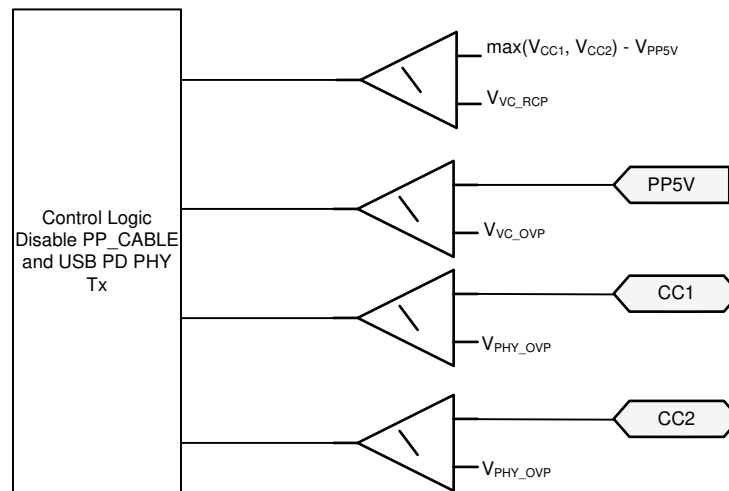 max(VCC1, VCC2) - VPP5V
VVC_RCP
PP5V
VVC_OVP
Control Logic
Disable PP_CABLE
and USB PD PHY
Tx
CC1
VPHY_OVP
CC2
VPHY_OVP